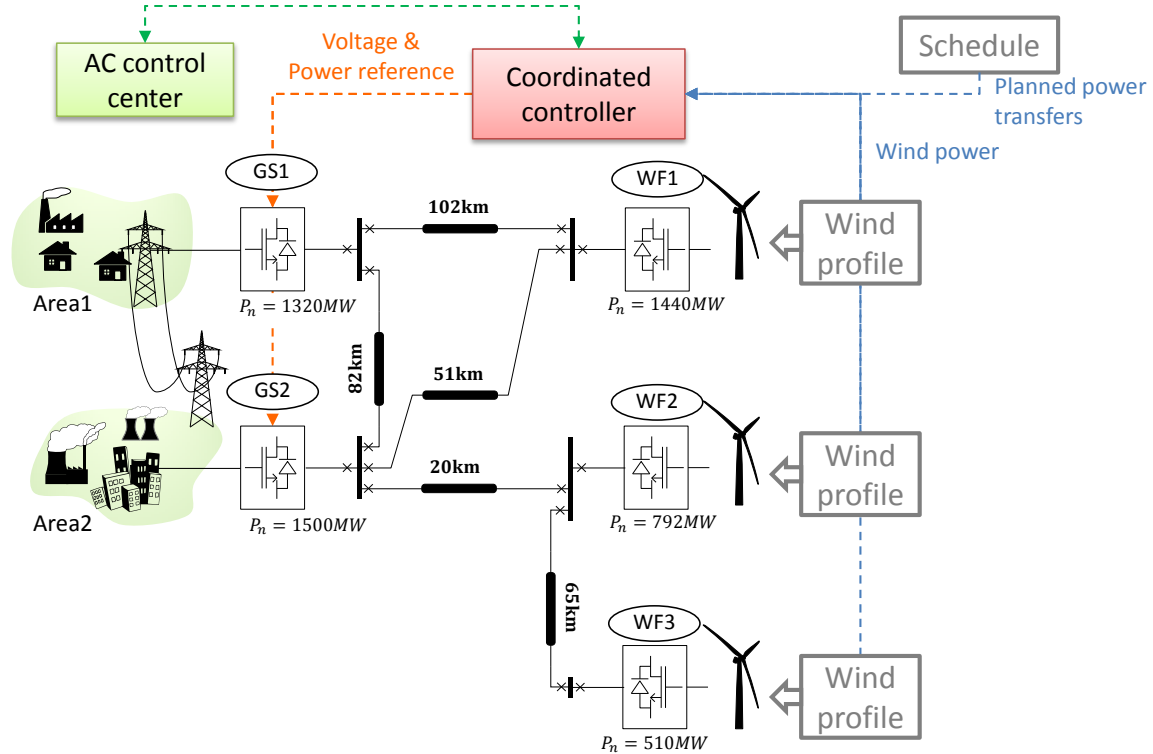 AC control
center
Voltage &
Power reference
Coordinated
controller
Schedule
Planned power
transfers
Wind power
GS1
WF1
102km
Wind
profile
Area1
P_n = 1320MW
P_n = 1440MW
82km
51km
GS2
WF2
20km
Wind
profile
Area2
P_n = 1500MW
P_n = 792MW
65km
WF3
Wind
profile
P_n = 510MW